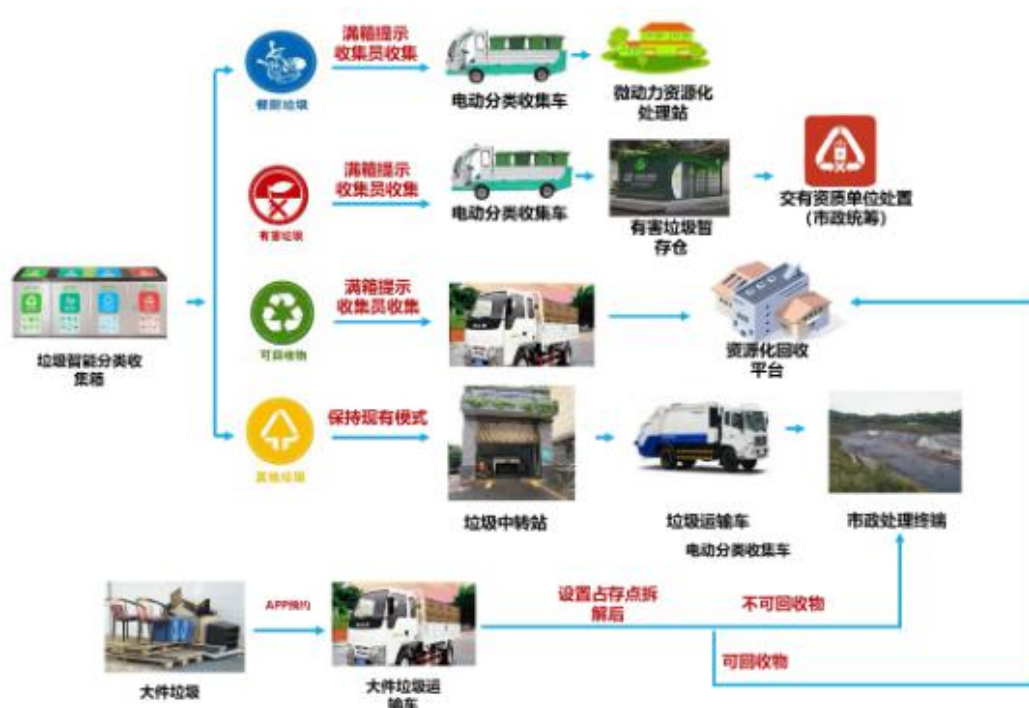 满箱提示
收集员收集
餐厨垃圾
电动分类收集车
微动力资源化
处理站
满箱提示
收集员收集
有害垃圾
电动分类收集车
有害垃圾暂
存仓
交有资质单位处置
（市政统筹）
垃圾智能分类收
集箱
满箱提示
收集员收集
可回收物
资源化回收
平台
保持现有模式
其他垃圾
垃圾中转站
垃圾运输车
电动分类收集车
市政处理终端
大件垃圾
APP预约
大件垃圾运
输车
设置占存点拆
解后
不可回收物
可回收物